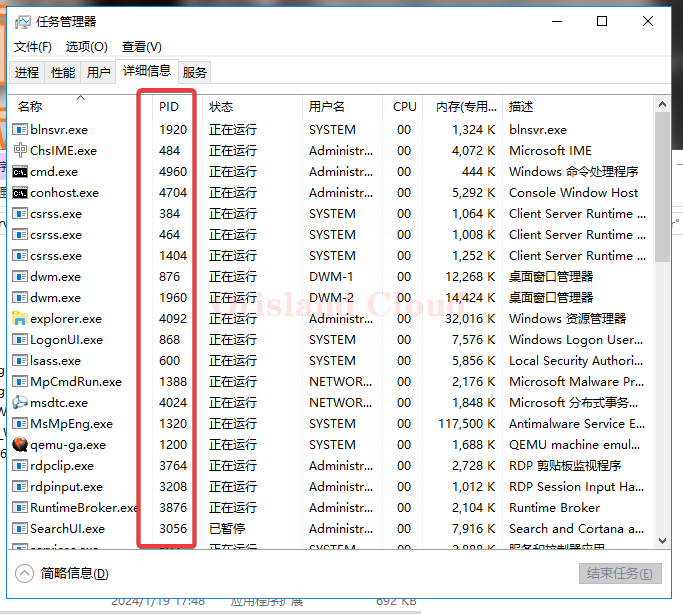 任务管理器
文件(F) 选项(O) 查看(V)
进程 性能 用户 详细信息 服务
名称 PID 状态 用户名 CPU 内存(专用... 描述
blnsvr.exe 1920 正在运行 SYSTEM 00 1,324 K blnsvr.exe
ChsIME.exe 484 正在运行 Administr... 00 4,072 K Microsoft IME
cmd.exe 4960 正在运行 Administr... 00 444 K Windows 命令处理程序
conhost.exe 4704 正在运行 Administr... 00 5,292 K Console Window Host
csrss.exe 384 正在运行 SYSTEM 00 1,064 K Client Server Runtime ...
csrss.exe 464 正在运行 SYSTEM 00 1,008 K Client Server Runtime ...
csrss.exe 1404 正在运行 SYSTEM 00 1,252 K Client Server Runtime ...
dwm.exe 876 正在运行 DWM-1 00 12,268 K 桌面窗口管理器
dwm.exe 1960 正在运行 DWM-2 00 14,424 K 桌面窗口管理器
explorer.exe 4092 正在运行 Administr... 00 32,016 K Windows 资源管理器
LogonUI.exe 868 正在运行 SYSTEM 00 7,576 K Windows Logon User...
lsass.exe 600 正在运行 SYSTEM 00 5,856 K Local Security Authori...
MpCmdRun.exe 1388 正在运行 NETWOR... 00 2,176 K Microsoft Malware Pr...
msdtc.exe 4024 正在运行 NETWOR... 00 1,848 K Microsoft 分布式事务...
MsMpEng.exe 1320 正在运行 SYSTEM 00 117,500 K Antimalware Service E...
qemu-ga.exe 1200 正在运行 SYSTEM 00 1,688 K QEMU machine emul...
rdpclip.exe 3764 正在运行 Administr... 00 2,728 K RDP 剪贴板监视程序
rdpinput.exe 3208 正在运行 Administr... 00 1,012 K RDP Session Input Ha...
RuntimeBroker.exe 3876 正在运行 Administr... 00 2,104 K Runtime Broker
SearchUI.exe 3056 已暂停 Administr... 00 7,916 K Search and Cortana a...
简略信息(D) 结束任务(E)
2024/1/19 17:48 应用程序扩展 692 KB